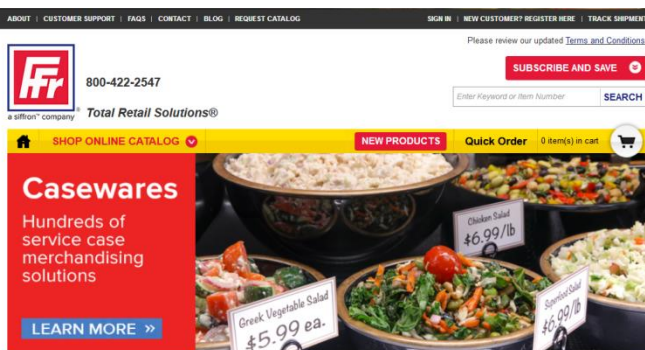 ABOUT | CUSTOMER SUPPORT | FAQS | CONTACT | BLOG | REQUEST CATALOG
SIGN IN | NEW CUSTOMER? REGISTER HERE | TRACK SHIPMENT
Please review our updated Terms and Conditions
SUBSCRIBE AND SAVE
FFr
®
800-422-2547
Enter Keyword or Item Number
SEARCH
a siffron™ company
Total Retail Solutions®
SHOP ONLINE CATALOG
NEW PRODUCTS
Quick Order
0 item(s) in cart
Casewares
Hundreds of
service case
merchandising
solutions
LEARN MORE »
Chicken Salad
$6.99/lb
Greek Vegetable Salad
$5.99 ea.
Superfood Salad
$6.99/lb